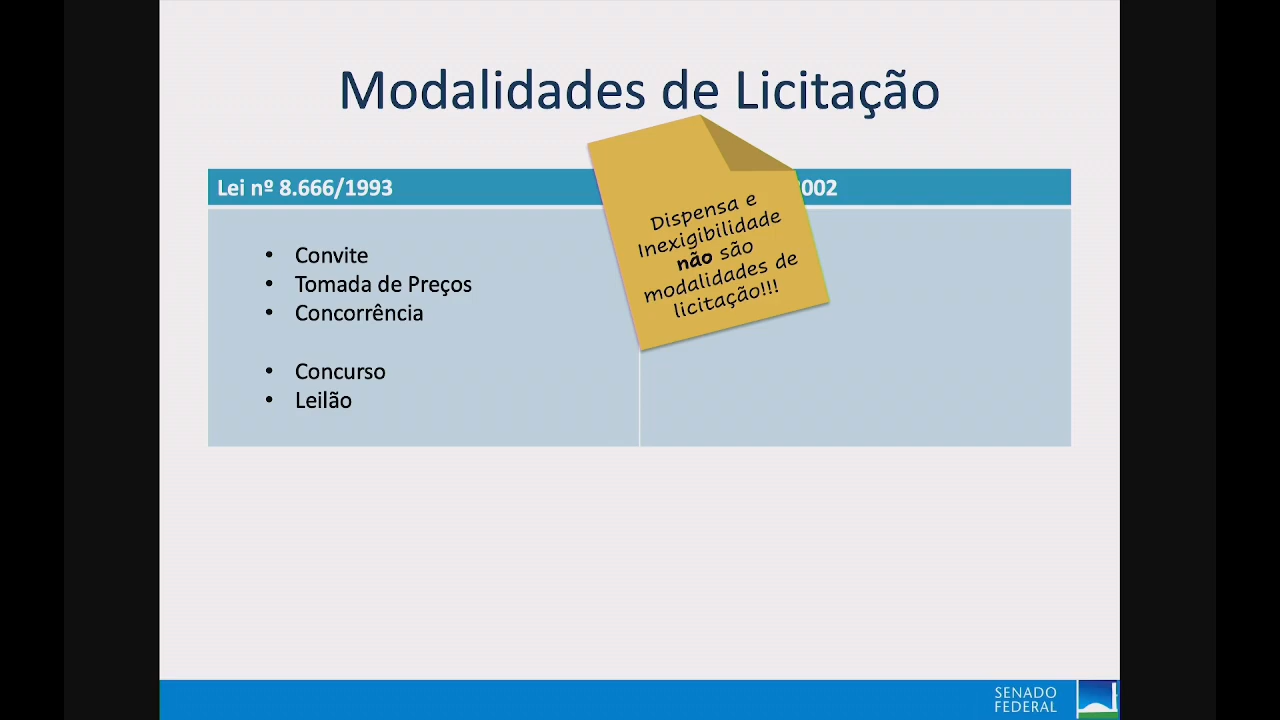 Modalidades de Licitação
Lei nº 8.666/1993
002
Dispensa e
Inexigibilidade
não são
modalidades de
licitação!!!
• Convite
• Tomada de Preços
• Concorrência
• Concurso
• Leilão
SENADO
FEDERAL